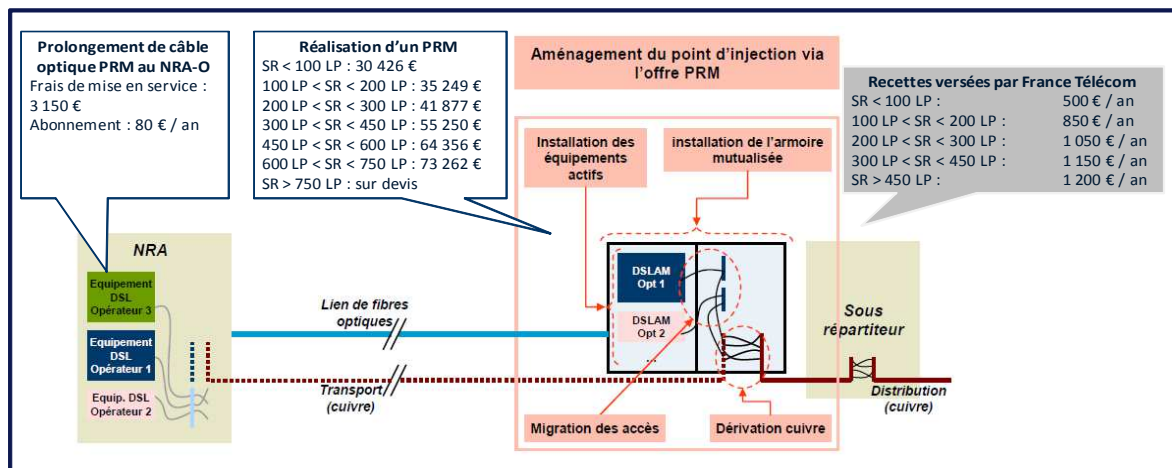 Prolongement de câble
optique PRM au NRA-O
Frais de mise en service :
3 150 €
Abonnement : 80 € / an
Réalisation d'un PRM
SR < 100 LP : 30 426 €
100 LP < SR < 200 LP : 35 249 €
200 LP < SR < 300 LP : 41 877 €
300 LP < SR < 450 LP : 55 250 €
450 LP < SR < 600 LP : 64 356 €
600 LP < SR < 750 LP : 73 262 €
SR > 750 LP : sur devis
Aménagement du point d'injection via
l'offre PRM
Recettes versées par France Télécom
SR < 100 LP : 500 € / an
100 LP < SR < 200 LP : 850 € / an
200 LP < SR < 300 LP : 1 050 € / an
300 LP < SR < 450 LP : 1 150 € / an
SR > 450 LP : 1 200 € / an
Installation des
équipements
actifs
installation de l'armoire
mutualisée
NRA
Equipement
DSL
Opérateur 3
Equipement
DSL
Opérateur 1
Equip. DSL
Opérateur 2
Lien de fibres
optiques
Transport
(cuivre)
DSLAM
Opt 1
DSLAM
Opt 2
...
Sous
répartiteur
Distribution
(cuivre)
Migration des accès
Dérivation cuivre